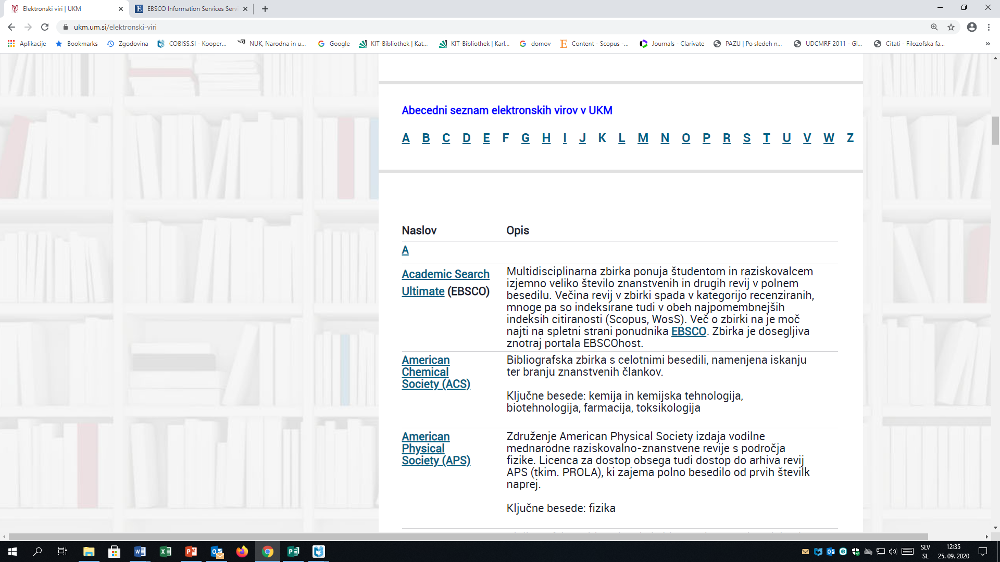 Elektronski viri | UKM
EBSCO Information Services Serv
ukm.um.si/elektronski-viri
Aplikacije Bookmarks Zgodovina COBISS.SI - Kooper... NUK, Narodna in u... Google KIT-Bibliothek | Kat... KIT-Bibliothek | Karl... domov Content - Scopus -... Journals - Clarivate PAZU | Po sledeh n... UDCMRF 2011 - Gl... Citati - Filozofska fa... »
Abecedni seznam elektronskih virov v UKM
A B C D E F G H I J K L M N O P R S T U V W Z
Naslov Opis
A
Academic Search
Ultimate (EBSCO)
Multidisciplinarna zbirka ponuja študentom in raziskovalcem
izjemno veliko število znanstvenih in drugih revij v polnem
besedilu. Večina revij v zbirki spada v kategorijo recenziranih,
mnoge pa so indeksirane tudi v obeh najpomembnejših
indeksih citiranosti (Scopus, WosS). Več o zbirki na je moč
najti na spletni strani ponudnika EBSCO. Zbirka je dosegljiva
znotraj portala EBSCOhost.
American
Chemical
Society (ACS)
Bibliografska zbirka s celotnimi besedili, namenjena iskanju
ter branju znanstvenih člankov.
Ključne besede: kemija in kemijska tehnologija,
biotehnologija, farmacija, toksikologija
American
Physical
Society (APS)
Združenje American Physical Society izdaja vodilne
mednarodne raziskovalno-znanstvene revije s področja
fizike. Licenca za dostop obsega tudi dostop do arhiva revij
APS (tkim. PROLA), ki zajema polno besedilo od prvih številk
naprej.
Ključne besede: fizika
SLV
SL
12:35
25. 09. 2020